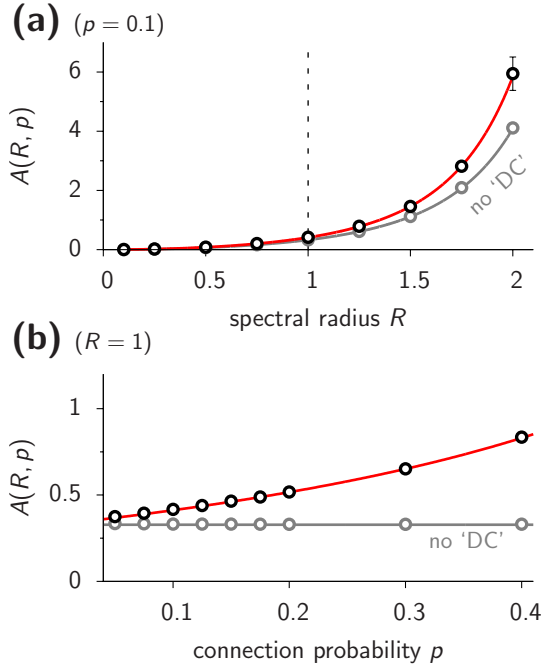 (a) (p = 0.1)
A(R, p)
6
4
2
0
no 'DC'
0 0.5 1 1.5 2
spectral radius R
(b) (R = 1)
A(R, p)
1
0.5
0
no 'DC'
0.1 0.2 0.3 0.4
connection probability p